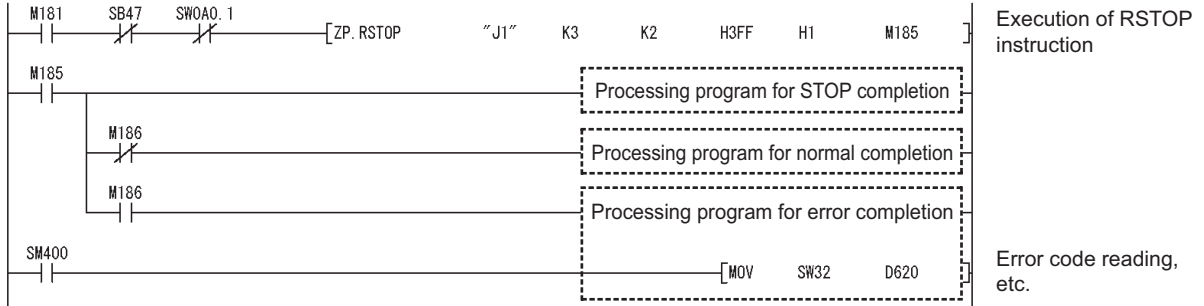 M181 SB47 SW0A0.1
ZP.RSTOP "J1" K3 K2 H3FF H1 M185
Execution of RSTOP
instruction
M185
Processing program for STOP completion
M186
Processing program for normal completion
M186
Processing program for error completion
SM400
MOV SW32 D620
Error code reading,
etc.